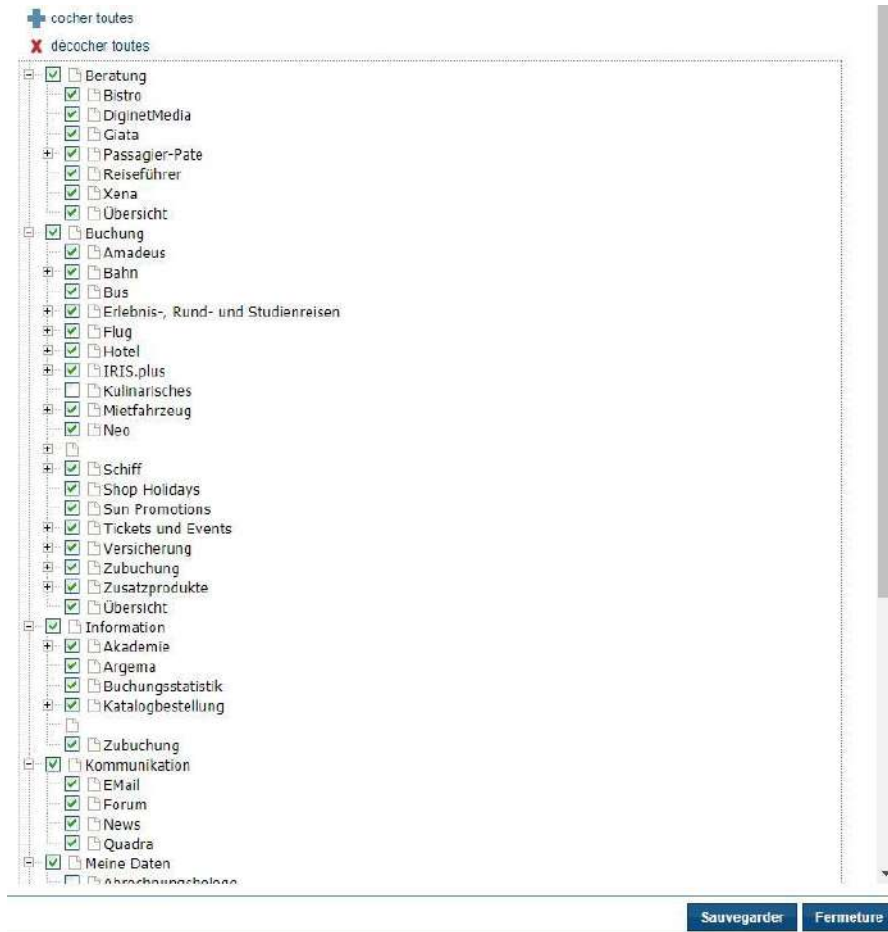 cocher toutes
décocher toutes
Beratung
Bistro
DiginetMedia
Giata
Passagier-Pate
Reiseführer
Xena
Übersicht
Buchung
Amadeus
Bahn
Bus
Erlebnis-, Rund- und Studienreisen
Flug
Hotel
IRIS.plus
Kulinarisches
Mietfahrzeug
Neo
Schiff
Shop Holidays
Sun Promotions
Tickets und Events
Versicherung
Zubuchung
Zusatzprodukte
Übersicht
Information
Akademie
Argema
Buchungsstatistik
Katalogbestellung
Zubuchung
Kommunikation
EMail
Forum
News
Quadra
Meine Daten
Sauvegarder Fermeture